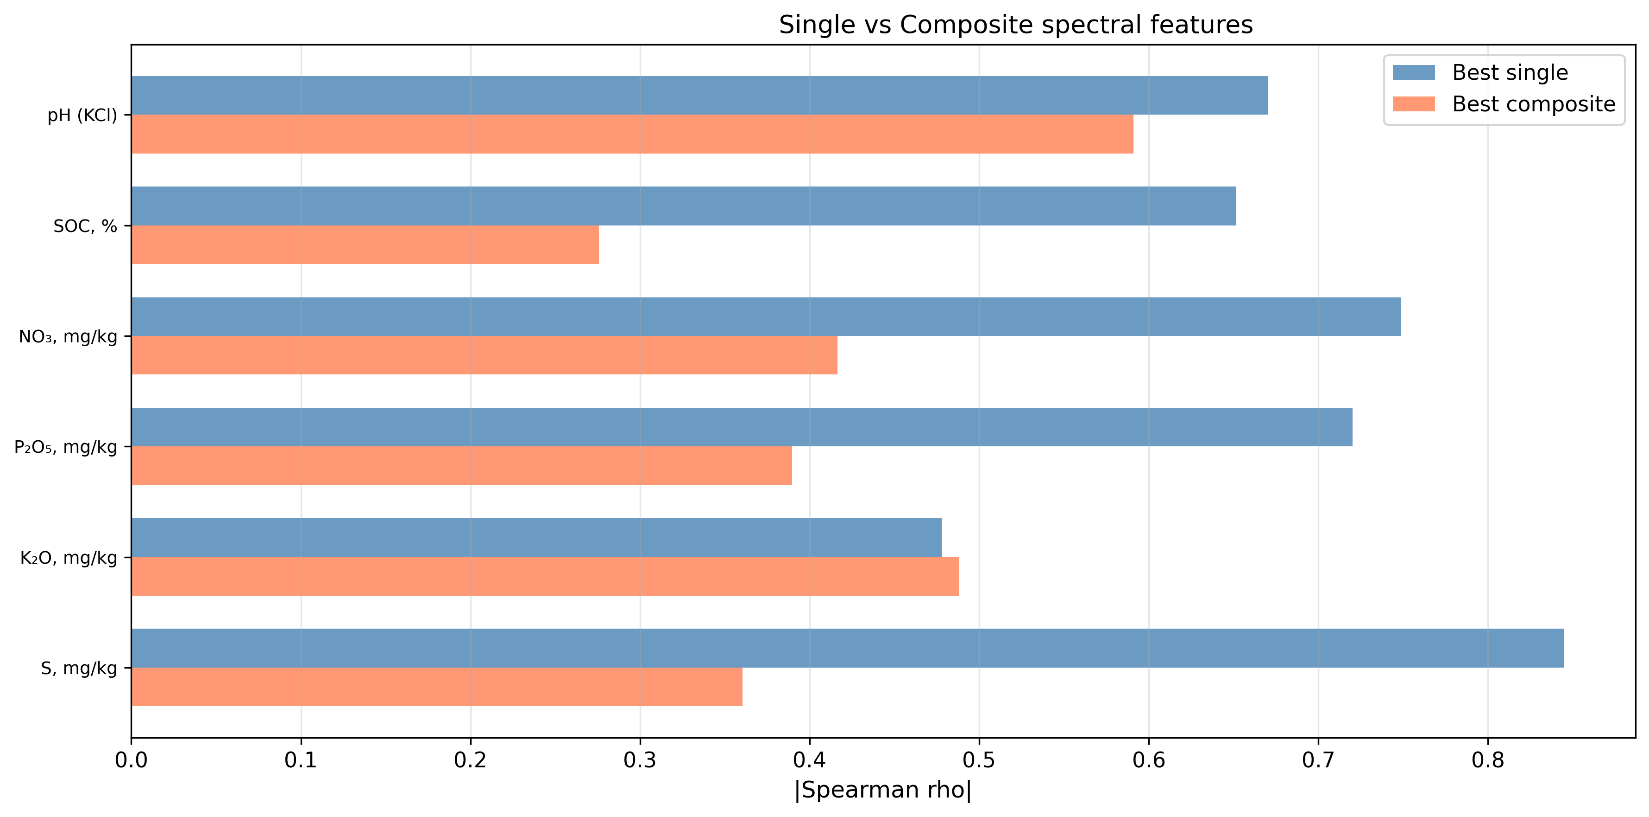 Single vs Composite spectral features
Best single
Best composite
pH (KCl)
SOC, %
NO₃, mg/kg
P₂O₅, mg/kg
K₂O, mg/kg
S, mg/kg
0.0 0.1 0.2 0.3 0.4 0.5 0.6 0.7 0.8
|Spearman rho|